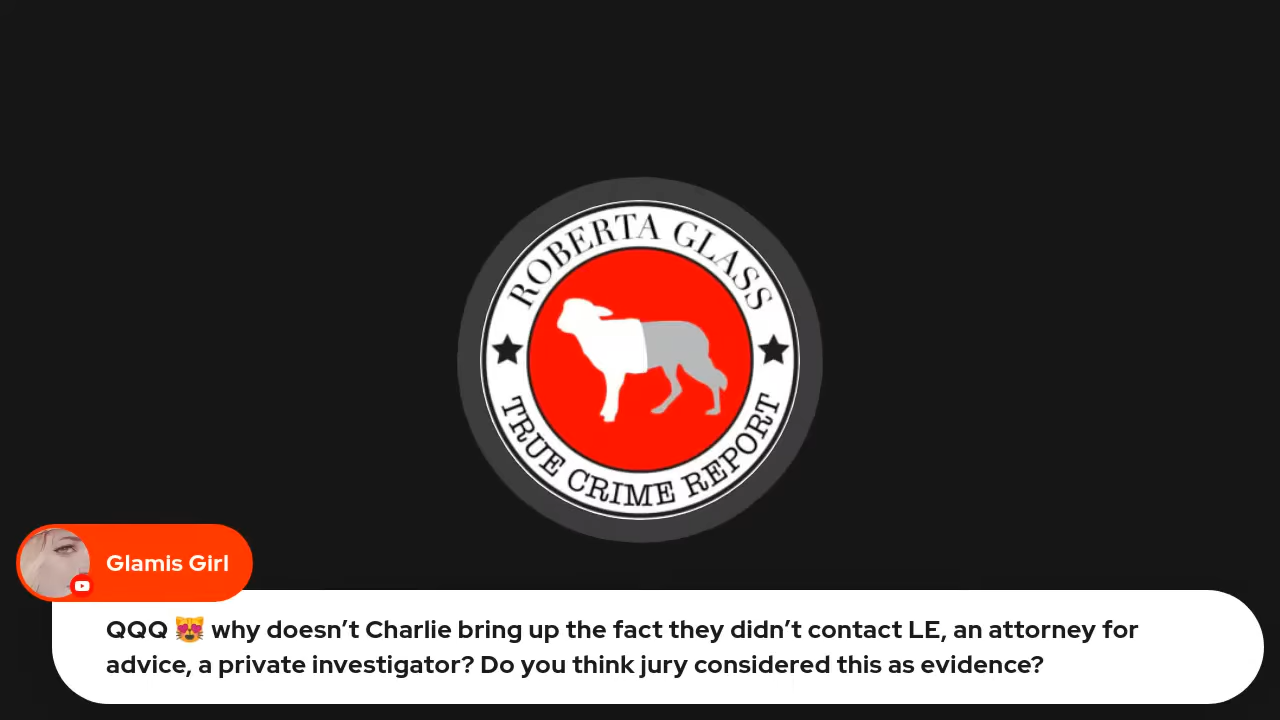 ROBERTA GLASS
TRUE CRIME REPORT
Glamis Girl
QQQ 😻 why doesn’t Charlie bring up the fact they didn’t contact LE, an attorney for
advice, a private investigator? Do you think jury considered this as evidence?